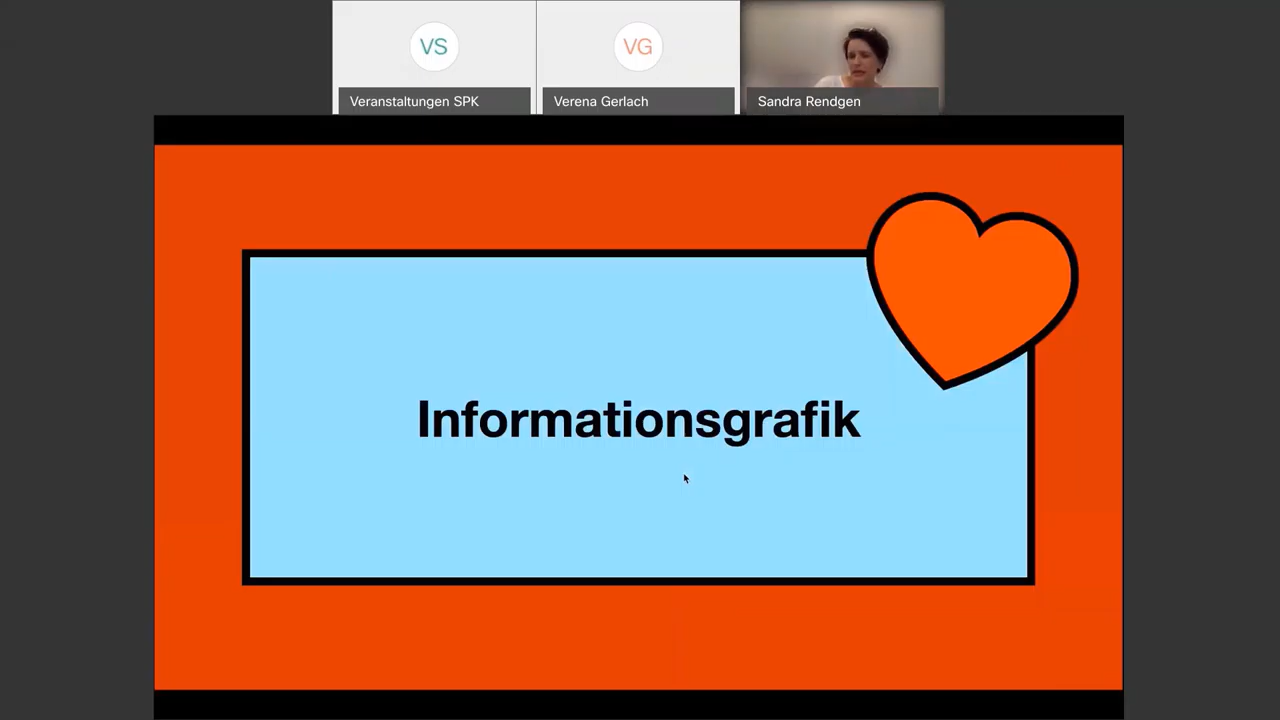 VS
VG
Veranstaltungen SPK
Verena Gerlach
Sandra Rendgen
Informationsgrafik